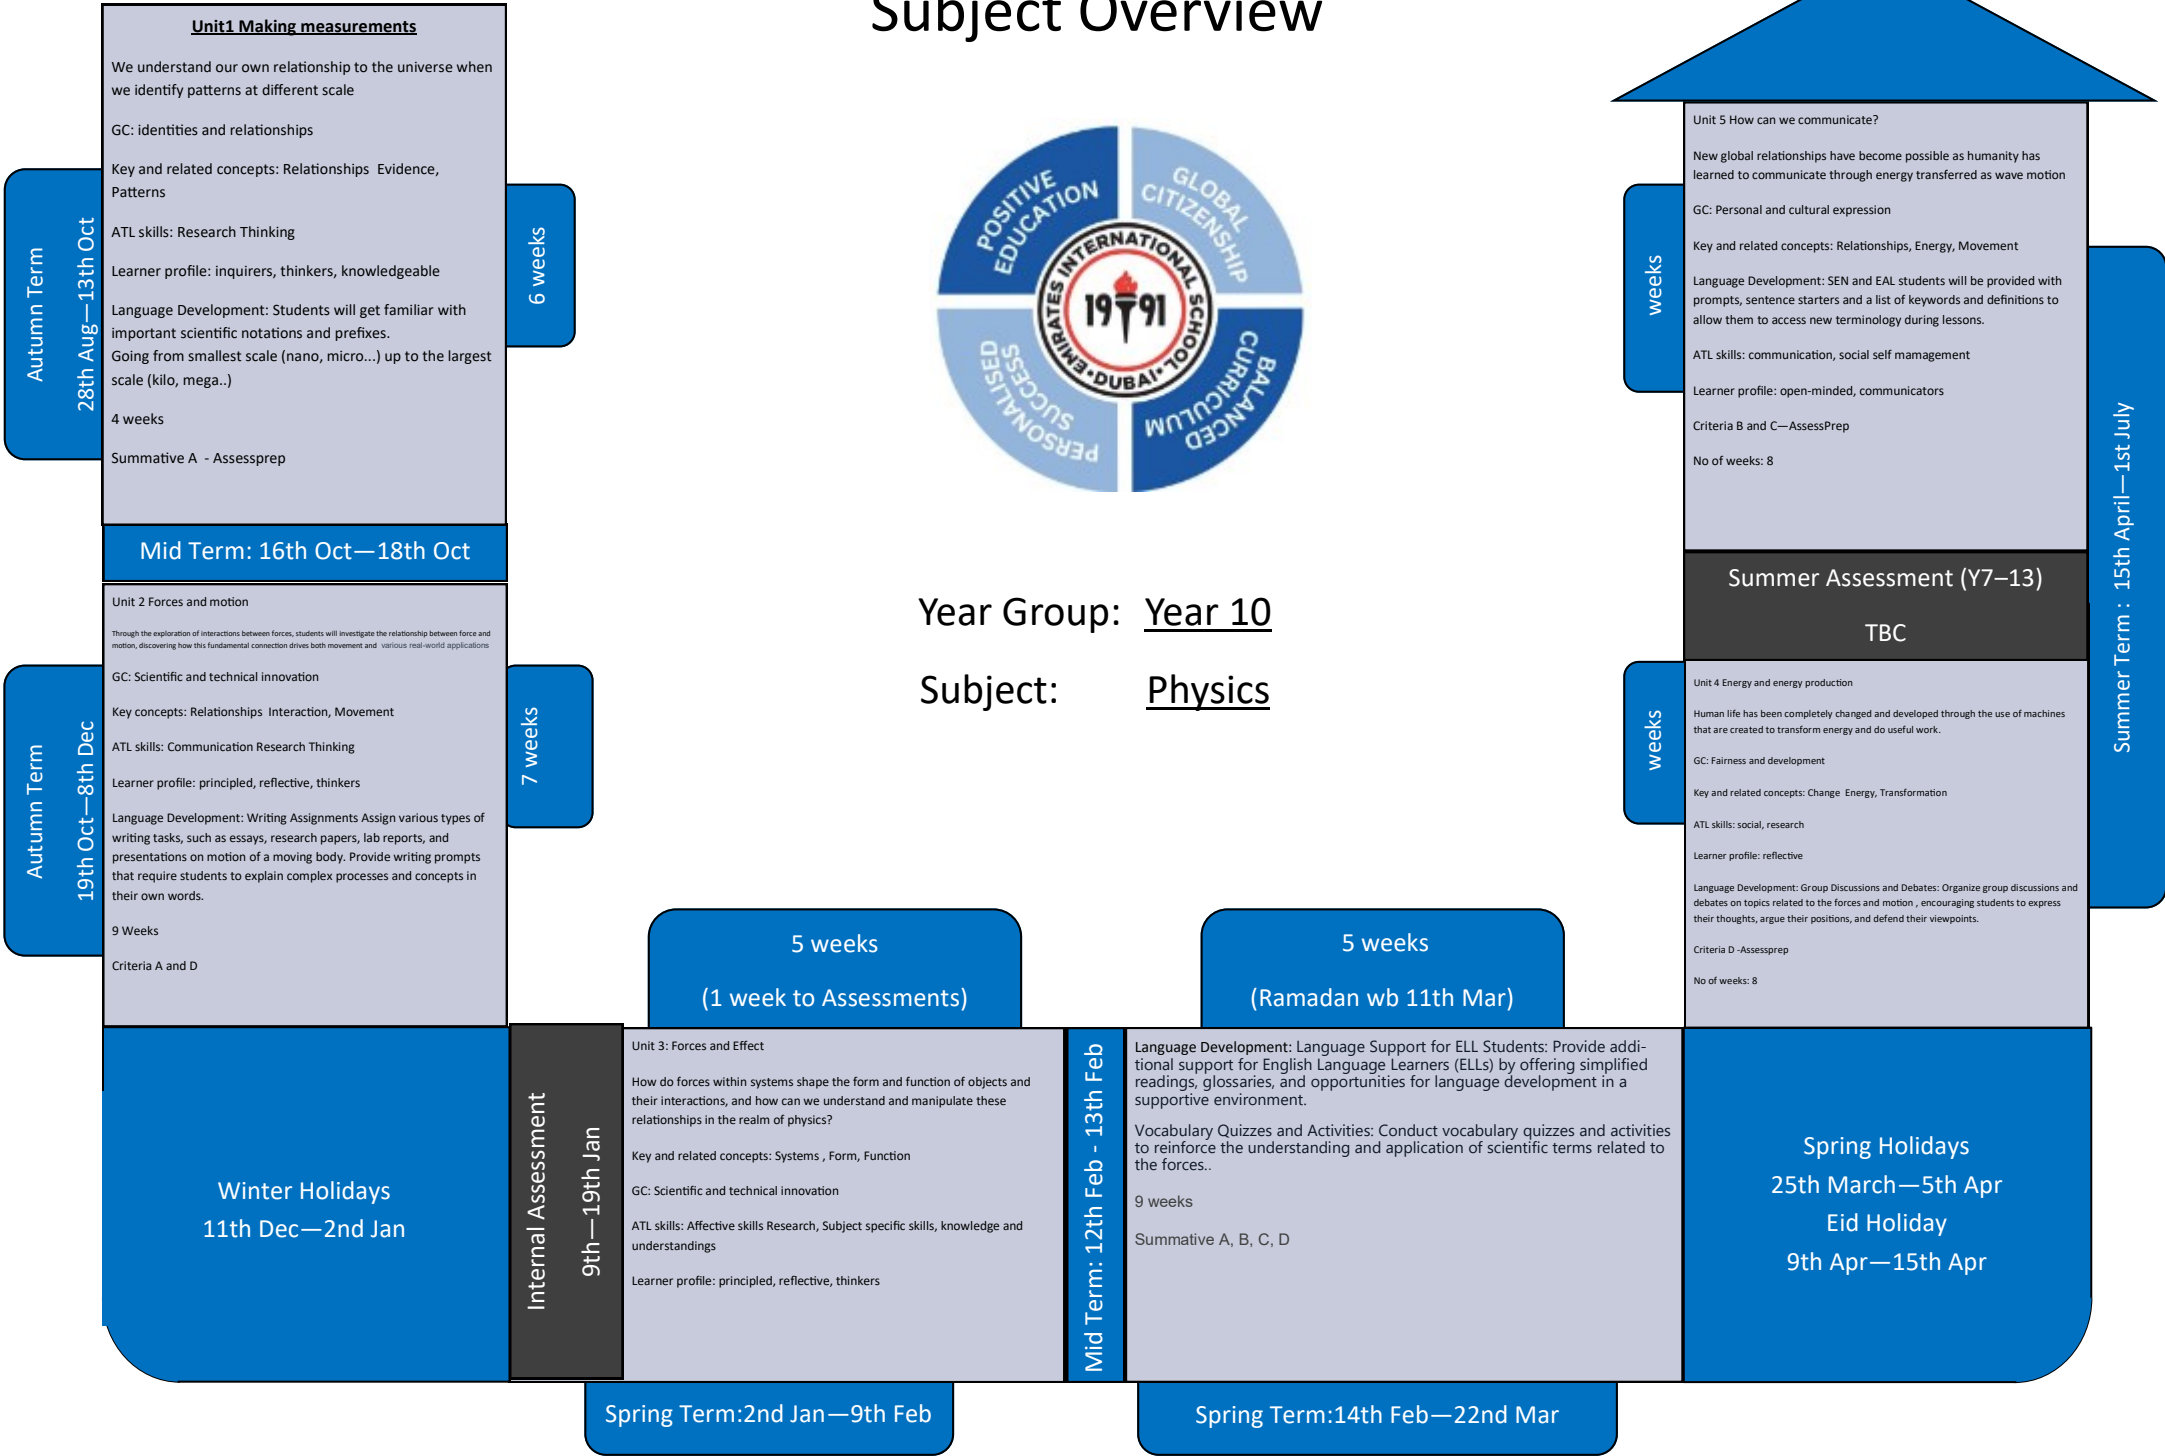 Subject Overview
Unit1 Making measurements
We understand our own relationship to the universe when
we identify patterns at different scale
GC: identities and relationships
Key and related concepts: Relationships  Evidence,
Patterns
ATL skills: Research Thinking
Learner profile: inquirers, thinkers, knowledgeable
Language Development: Students will get familiar with
important scientific notations and prefixes.
Going from smallest scale (nano, micro...) up to the largest
scale (kilo, mega..)
4 weeks
Summative A  - Assessprep
Autumn Term
28th Aug—13th Oct
6 weeks
Mid Term: 16th Oct—18th Oct
Unit 2 Forces and motion
Through the exploration of interactions between forces, students will investigate the relationship between force and
motion, discovering how this fundamental connection drives both movement and  various real-world applications
GC: Scientific and technical innovation
Key concepts: Relationships  Interaction, Movement
ATL skills: Communication Research Thinking
Learner profile: principled, reflective, thinkers
Language Development: Writing Assignments Assign various types of
writing tasks, such as essays, research papers, lab reports, and
presentations on motion of a moving body. Provide writing prompts
that require students to explain complex processes and concepts in
their own words.
9 Weeks
Criteria A and D
Autumn Term
19th Oct—8th Dec
7 weeks
Winter Holidays
11th Dec—2nd Jan
Internal Assessment
9th—19th Jan
5 weeks
(1 week to Assessments)
Unit 3: Forces and Effect
How do forces within systems shape the form and function of objects and
their interactions, and how can we understand and manipulate these
relationships in the realm of physics?
Key and related concepts: Systems , Form, Function
GC: Scientific and technical innovation
ATL skills: Affective skills Research, Subject specific skills, knowledge and
understandings
Learner profile: principled, reflective, thinkers
Spring Term:2nd Jan—9th Feb
Mid Term: 12th Feb - 13th Feb
5 weeks
(Ramadan wb 11th Mar)
Language Development: Language Support for ELL Students: Provide addi-
tional support for English Language Learners (ELLs) by offering simplified
readings, glossaries, and opportunities for language development in a
supportive environment.
Vocabulary Quizzes and Activities: Conduct vocabulary quizzes and activities
to reinforce the understanding and application of scientific terms related to
the forces..
9 weeks
Summative A, B, C, D
Spring Term:14th Feb—22nd Mar
Spring Holidays
25th March—5th Apr
Eid Holiday
9th Apr—15th Apr
Unit 4 Energy and energy production
Human life has been completely changed and developed through the use of machines
that are created to transform energy and do useful work.
GC: Fairness and development
Key and related concepts: Change  Energy, Transformation
ATL skills: social, research
Learner profile: reflective
Language Development: Group Discussions and Debates: Organize group discussions and
debates on topics related to the forces and motion , encouraging students to express
their thoughts, argue their positions, and defend their viewpoints.
Criteria D -Assessprep
No of weeks: 8
weeks
Summer Assessment (Y7–13)
TBC
Unit 5 How can we communicate?
New global relationships have become possible as humanity has
learned to communicate through energy transferred as wave motion
GC: Personal and cultural expression
Key and related concepts: Relationships, Energy, Movement
Language Development: SEN and EAL students will be provided with
prompts, sentence starters and a list of keywords and definitions to
allow them to access new terminology during lessons.
ATL skills: communication, social self mamagement
Learner profile: open-minded, communicators
Criteria B and C—AssessPrep
No of weeks: 8
weeks
Summer Term :  15th April—1st July
POSITIVE
EDUCATION
GLOBAL
CITIZENSHIP
BALANCED
CURRICULUM
PERSONALISED
SUCCESS
EMIRATES INTERNATIONAL SCHOOL
•DUBAI•
1991
Year Group: Year 10
Subject: Physics